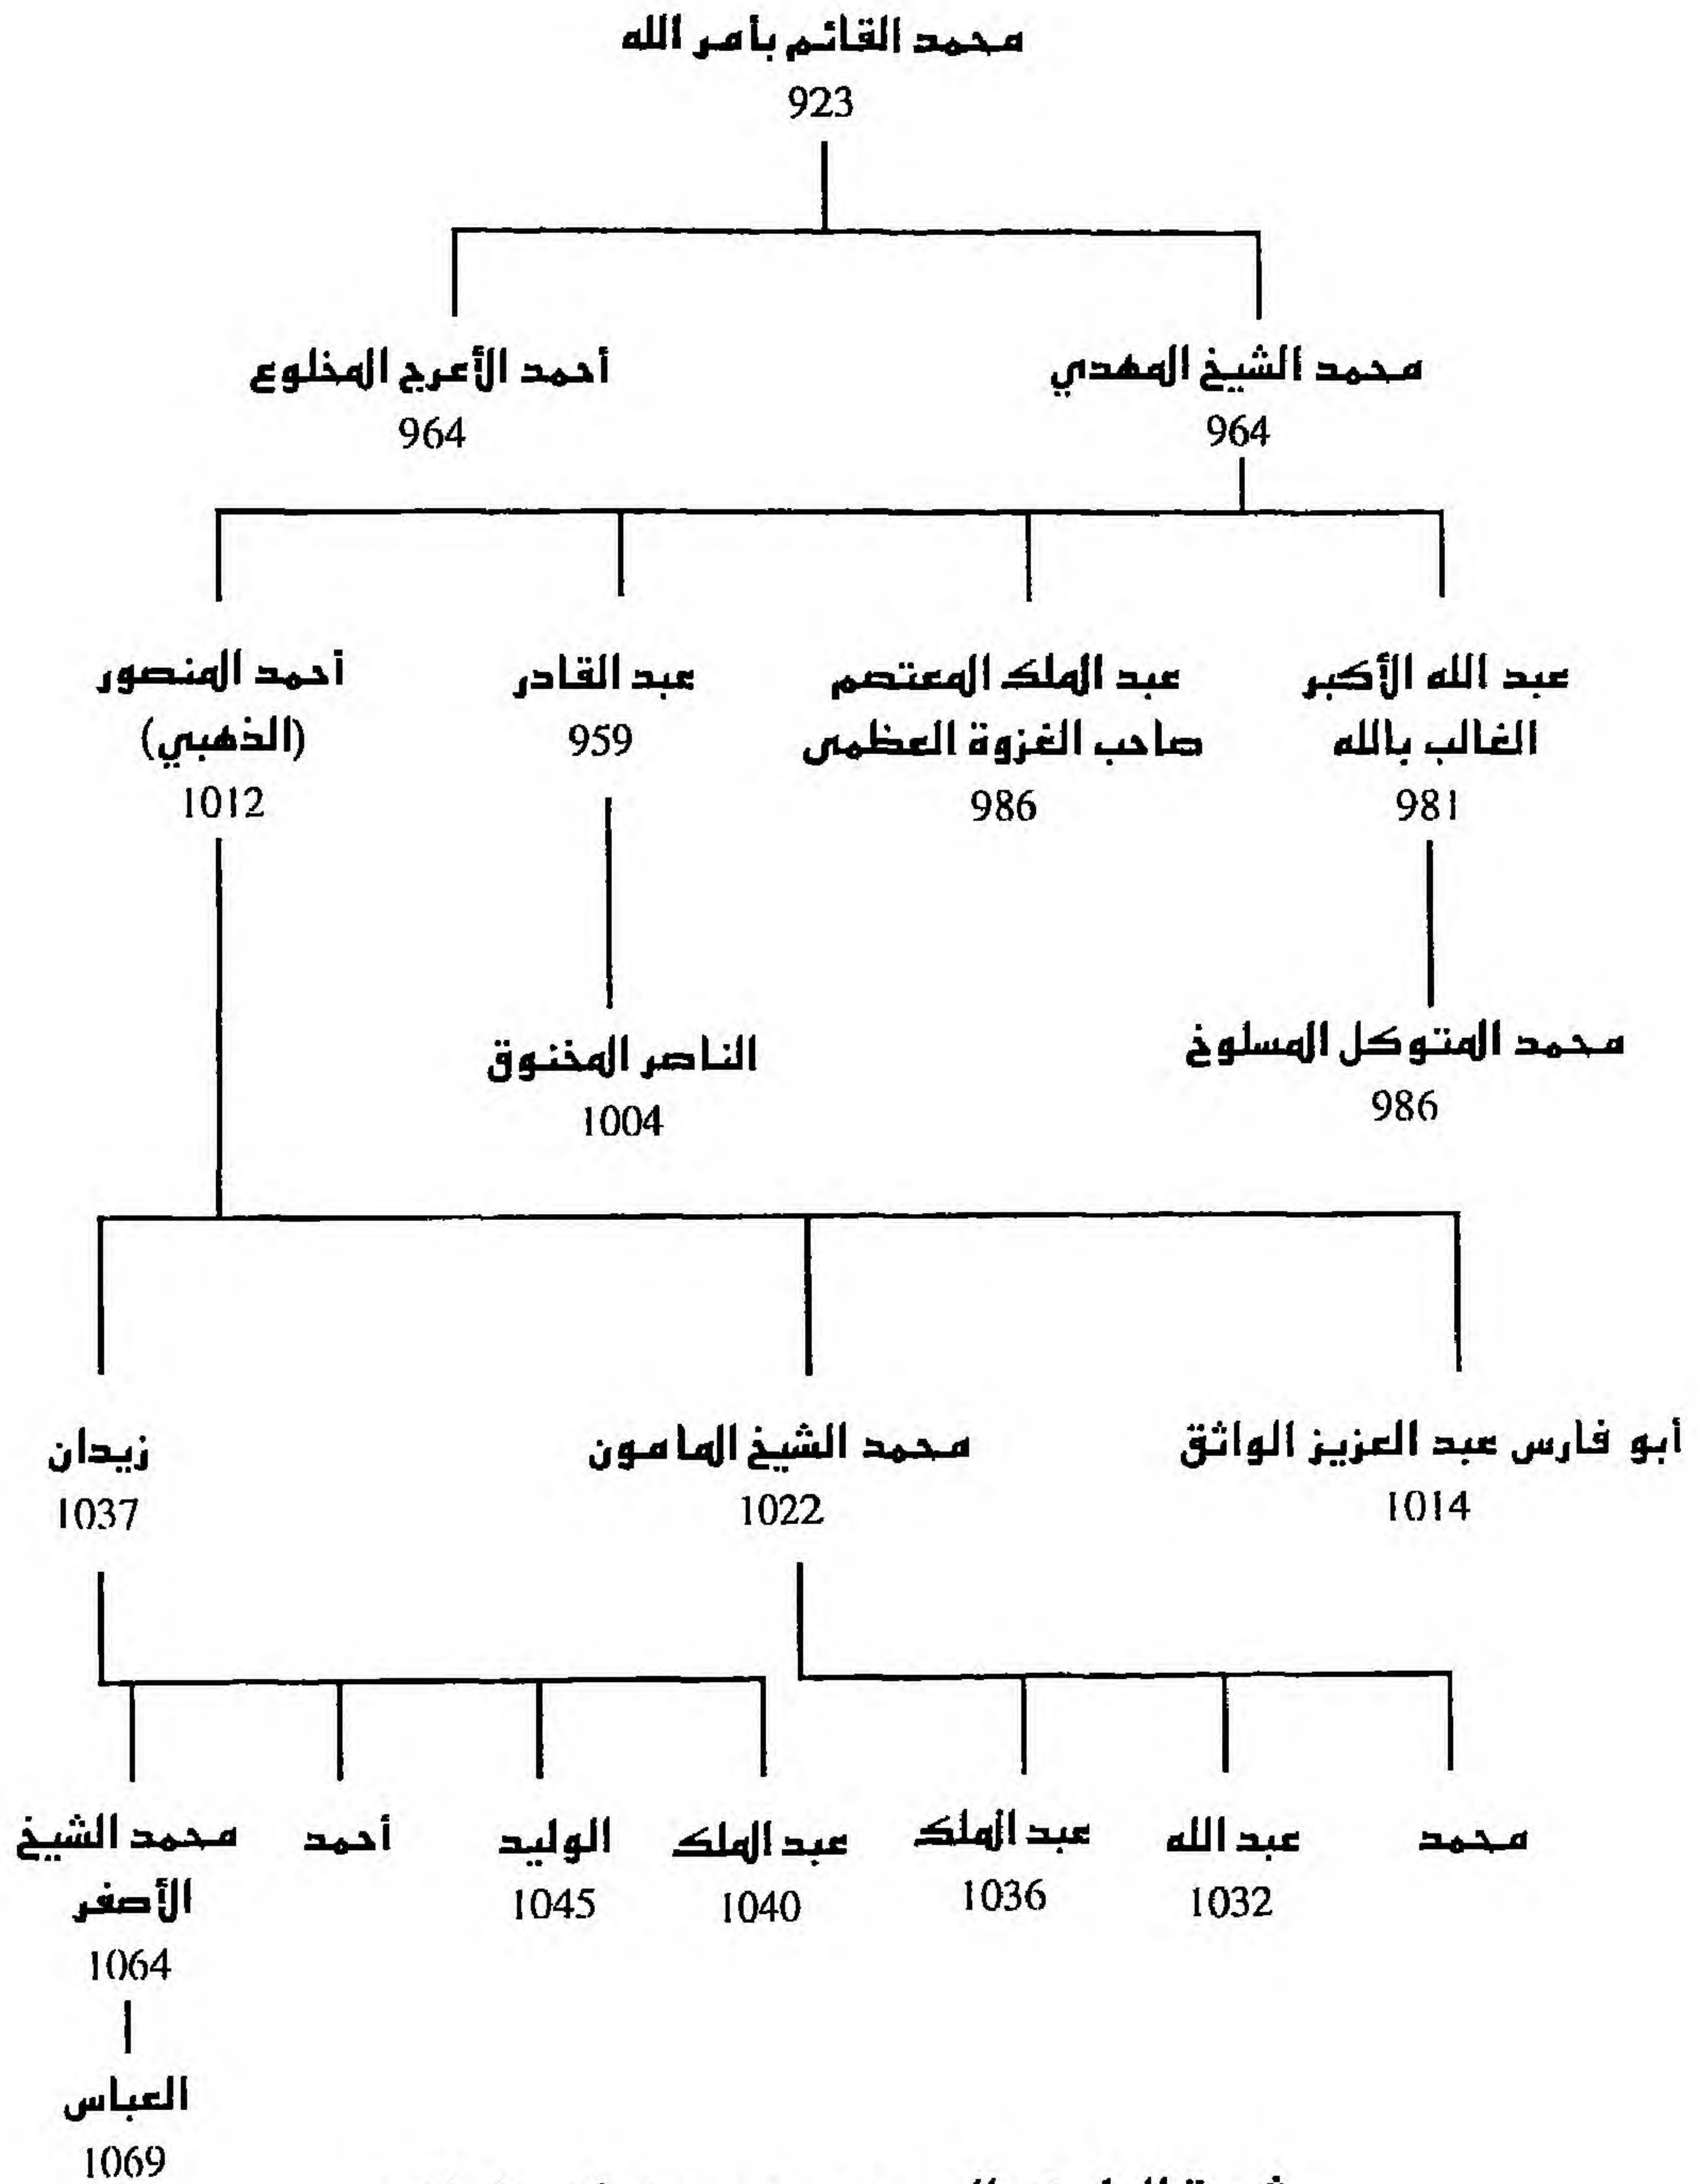 محمد القائم بأمر الله
923
محمد الشيخ المهدي
964
أحمد الأعرج المخلوع
964
عبد الله الأكبر
الغالب بالله
981
عبد الملك المعتصم
صاحب الغزوة العظمى
986
عبد القادر
959
أحمد المنصور
(الذهبي)
1012
محمد المتوكل المسلوخ
986
الناصر المخنوق
1004
أبو فارس عبد العزيز الواثق
1014
محمد الشيخ المامون
1022
زيدان
1037
محمد
عبد الله
1032
عبد الملك
1036
عبد الملك
1040
الوليد
1045
أحمد
محمد الشيخ
الأصفر
1064
العباس
1069